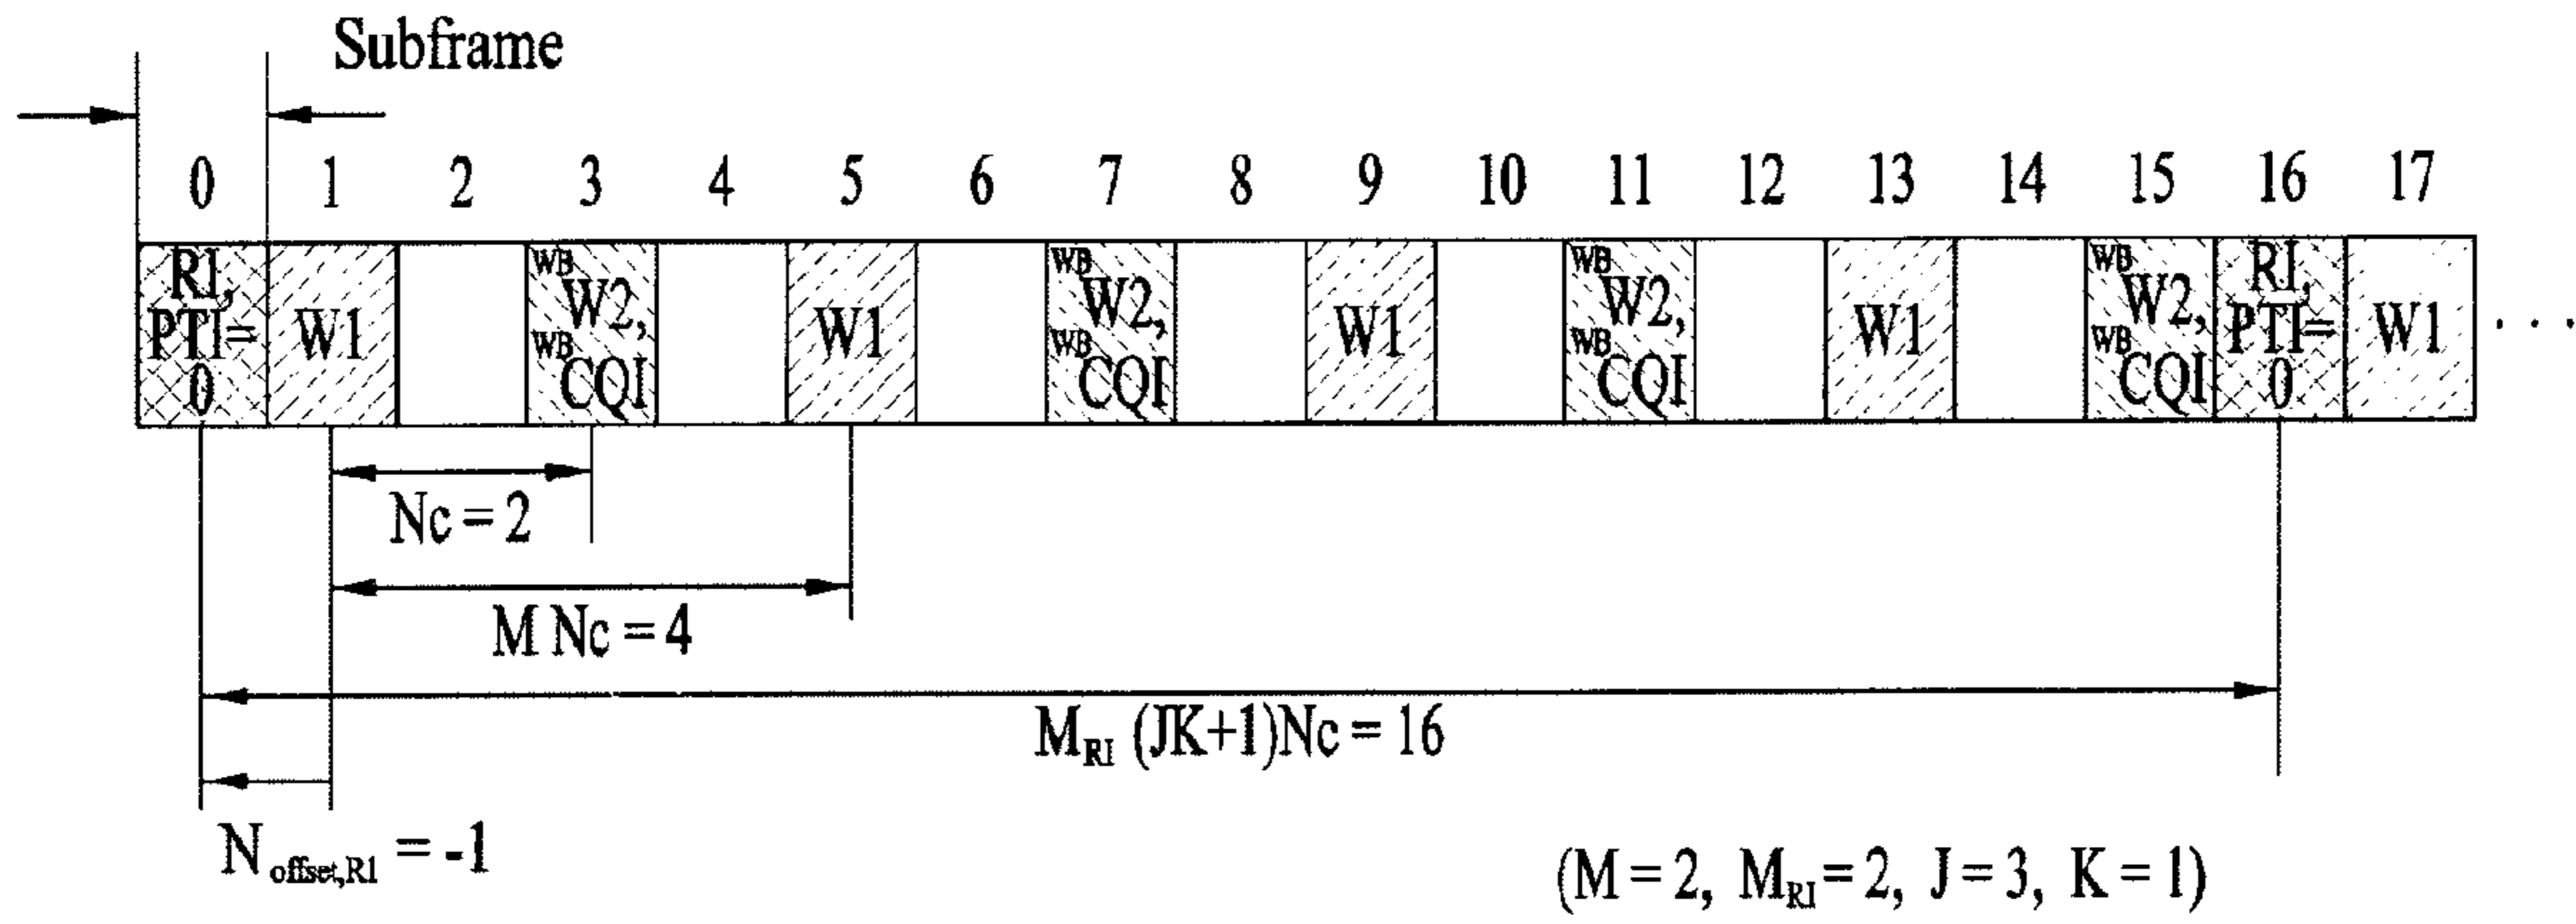 Subframe
0 1 2 3 4 5 6 7 8 9 10 11 12 13 14 15 16 17
RI, PTI= 0
W1
WB W2, WB CQI
W1
WB W2, WB CQI
W1
WB W2, WB CQI
W1
WB W2, WB CQI
RI, PTI= 0
W1
· · ·
Nc = 2
M Nc = 4
M_RI (JK+1)Nc = 16
N_offset,RI = -1
(M = 2, M_RI = 2, J = 3, K = 1)